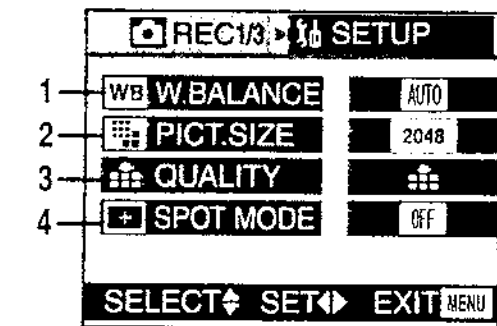 REC1/3 SETUP
1 WB W.BALANCE AUTO
2 PICT.SIZE 2048
3 QUALITY
4 SPOT MODE OFF
SELECT SET EXIT MENU